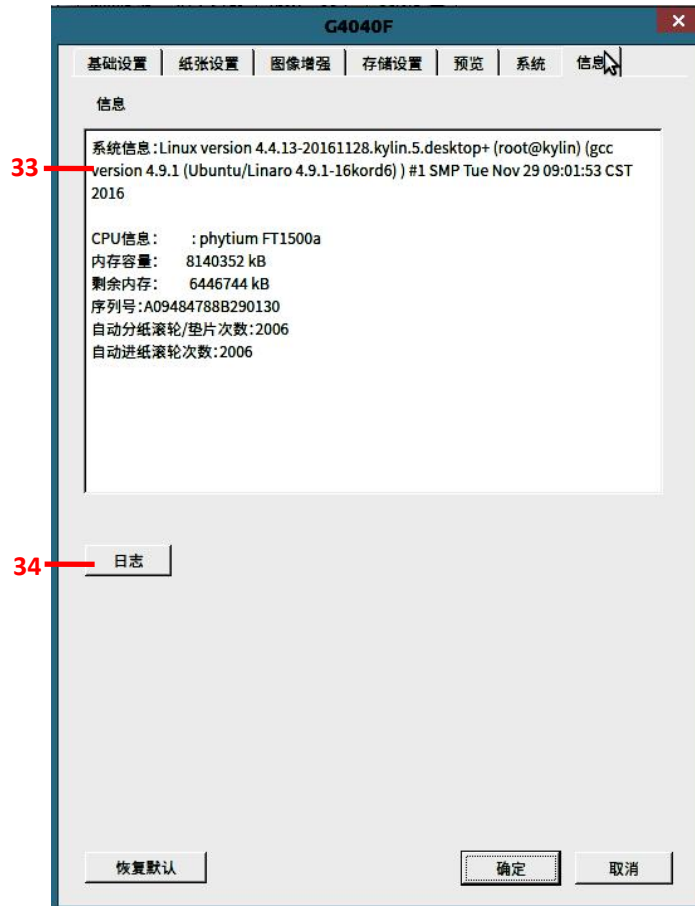 G4040F
基础设置 纸张设置 图像增强 存储设置 预览 系统 信息
信息
系统信息:Linux version 4.4.13-20161128.kylin.5.desktop+ (root@kylin) (gcc
33
version 4.9.1 (Ubuntu/Linaro 4.9.1-16kord6) ) #1 SMP Tue Nov 29 09:01:53 CST
2016
CPU信息: : phytium FT1500a
内存容量: 8140352 kB
剩余内存: 6446744 kB
序列号:A09484788B290130
自动分纸滚轮/垫片次数:2006
自动进纸滚轮次数:2006
34
日志
恢复默认 确定 取消